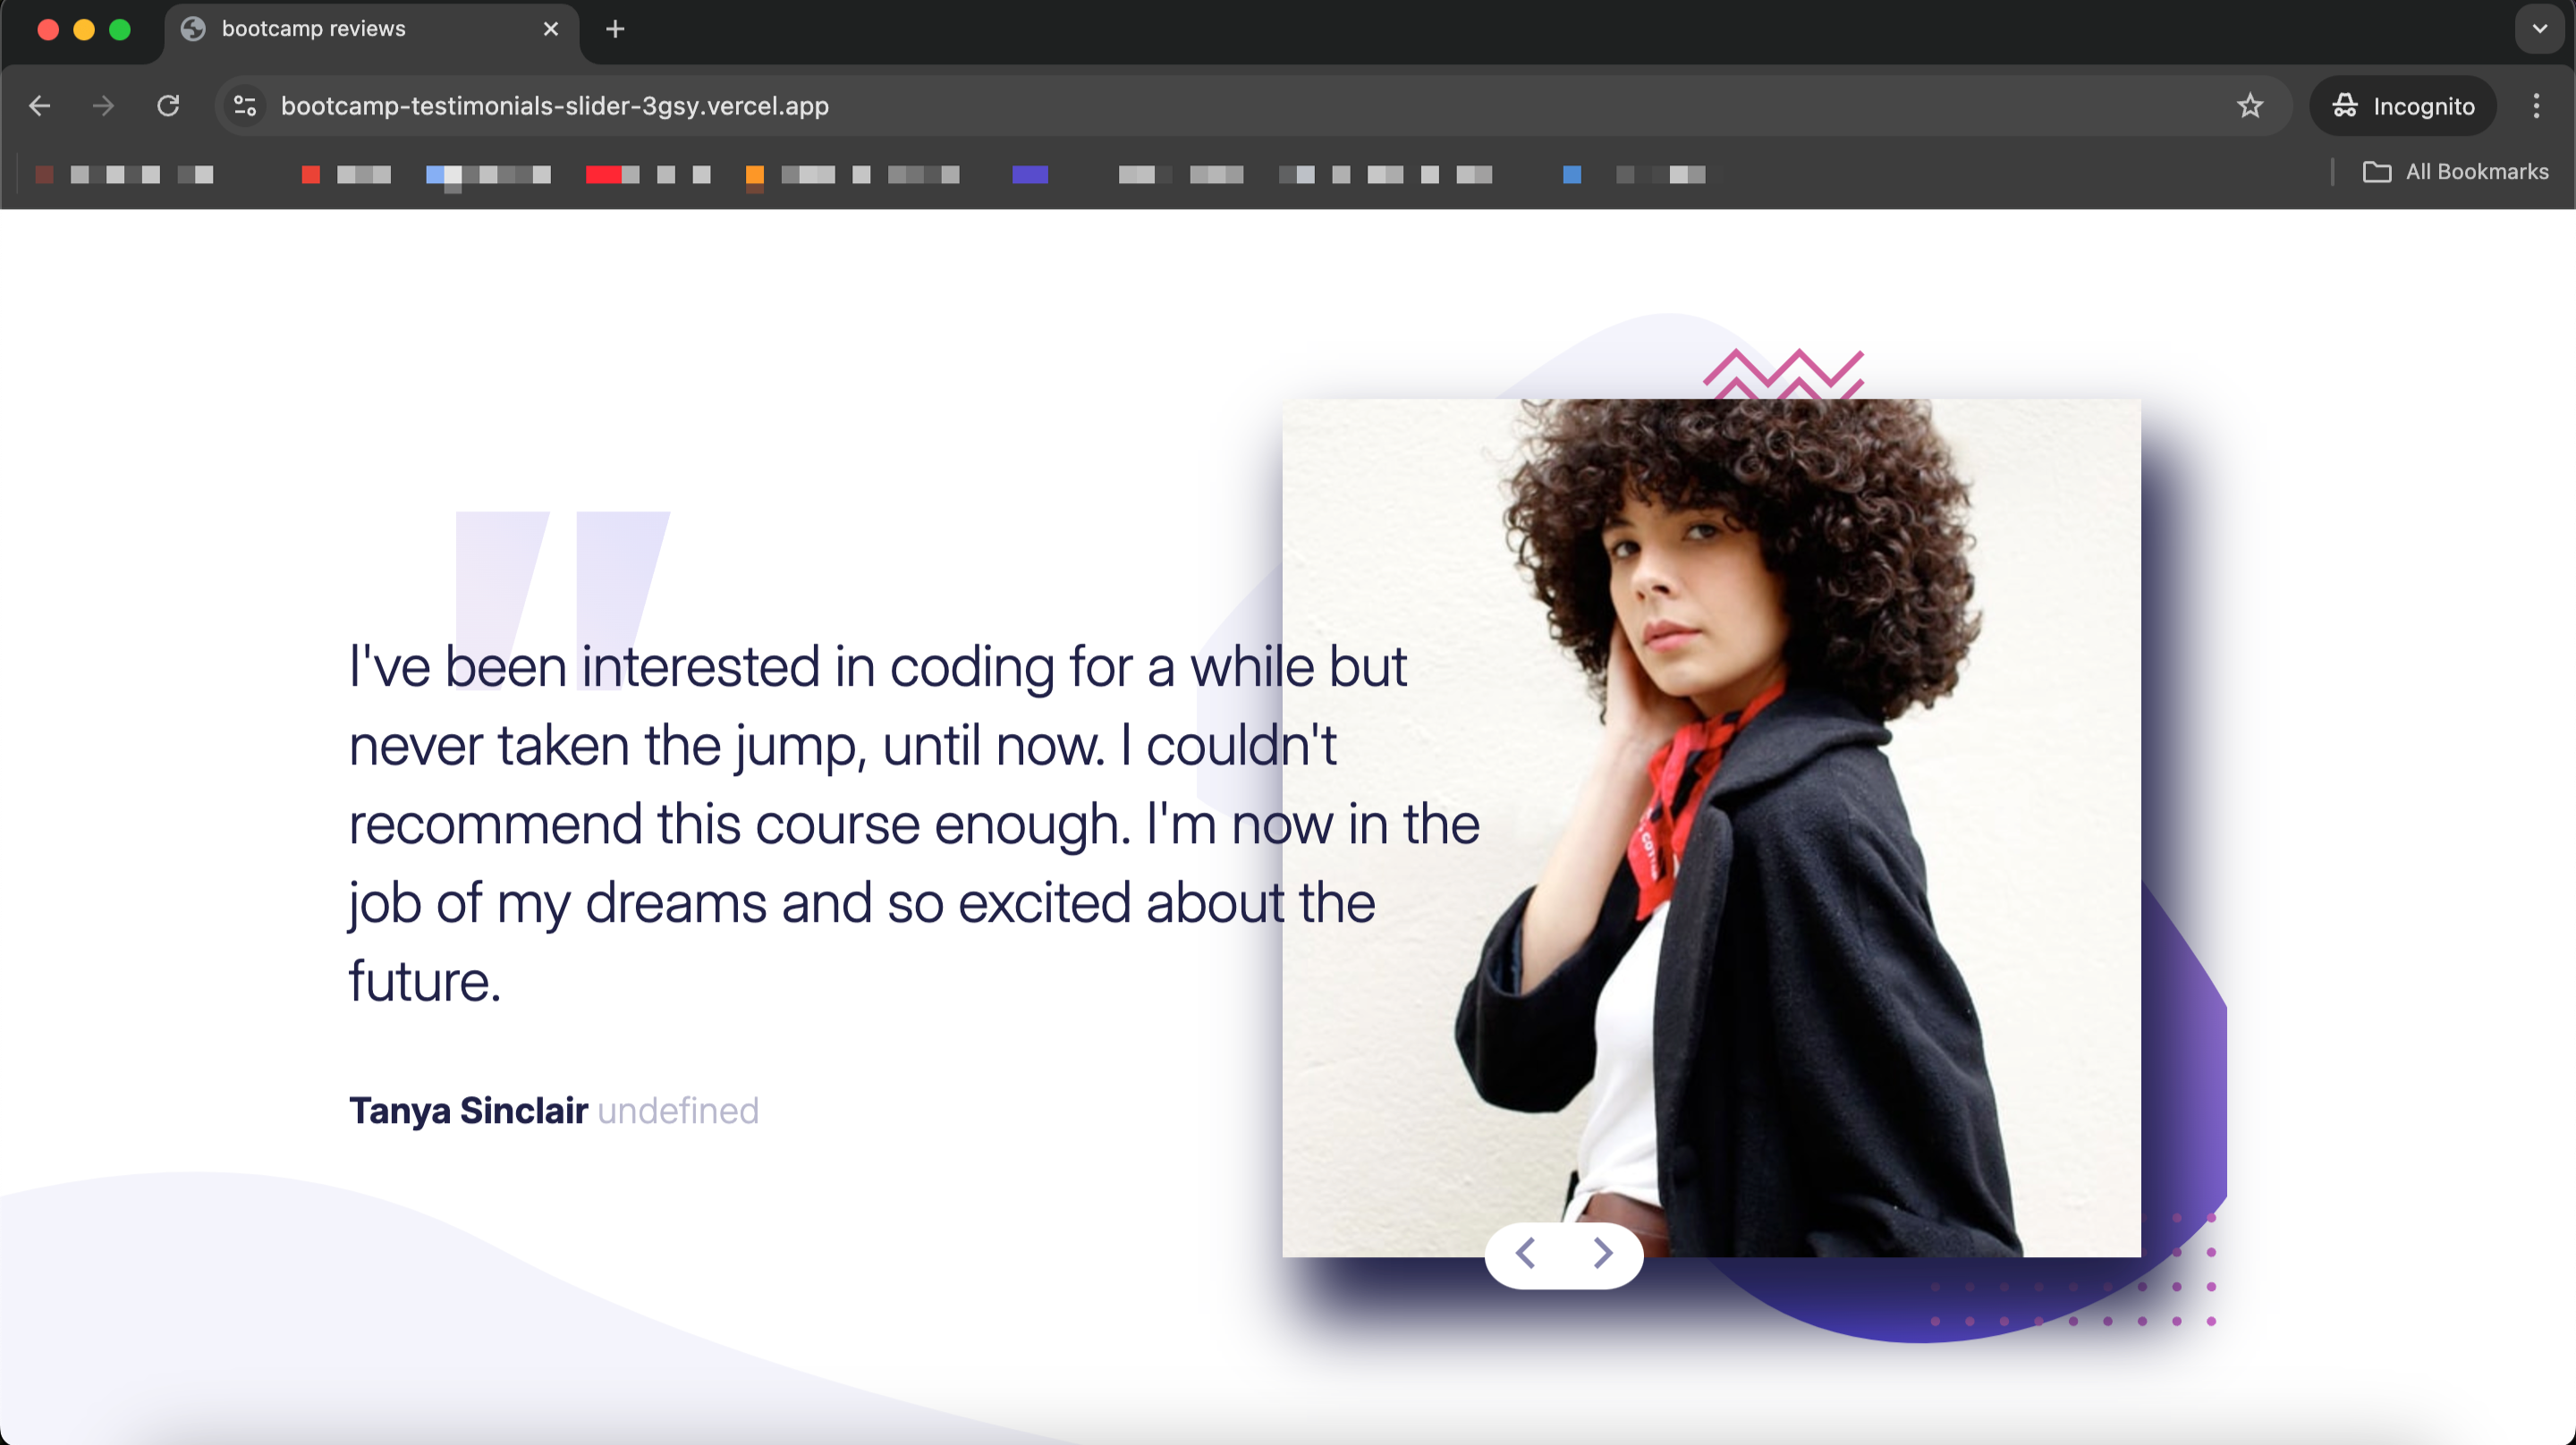 bootcamp reviews
bootcamp-testimonials-slider-3gsy.vercel.app
Incognito
All Bookmarks
I've been interested in coding for a while but
never taken the jump, until now. I couldn't
recommend this course enough. I'm now in the
job of my dreams and so excited about the
future.
Tanya Sinclair undefined